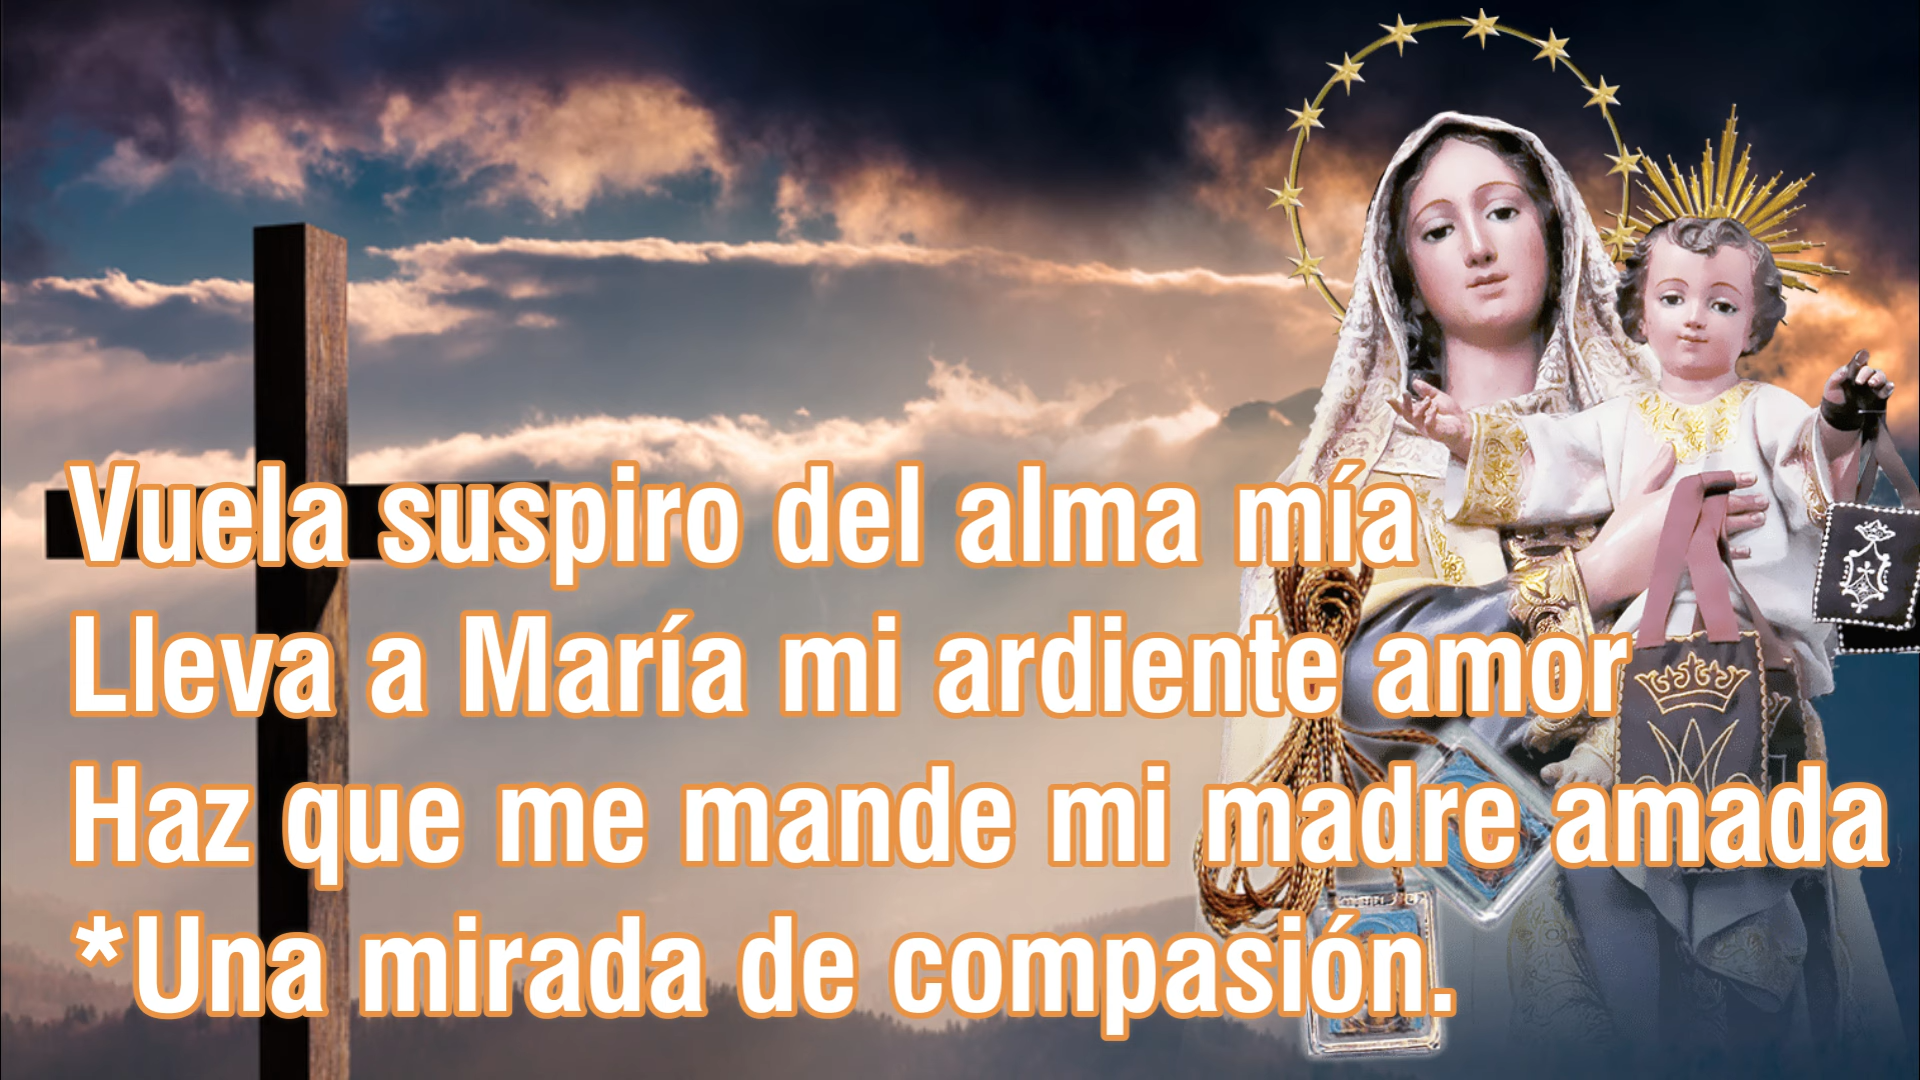 Vuela suspiro del alma mía
Lleva a María mi ardiente amor
Haz que me mande mi madre amada
*Una mirada de compasión.